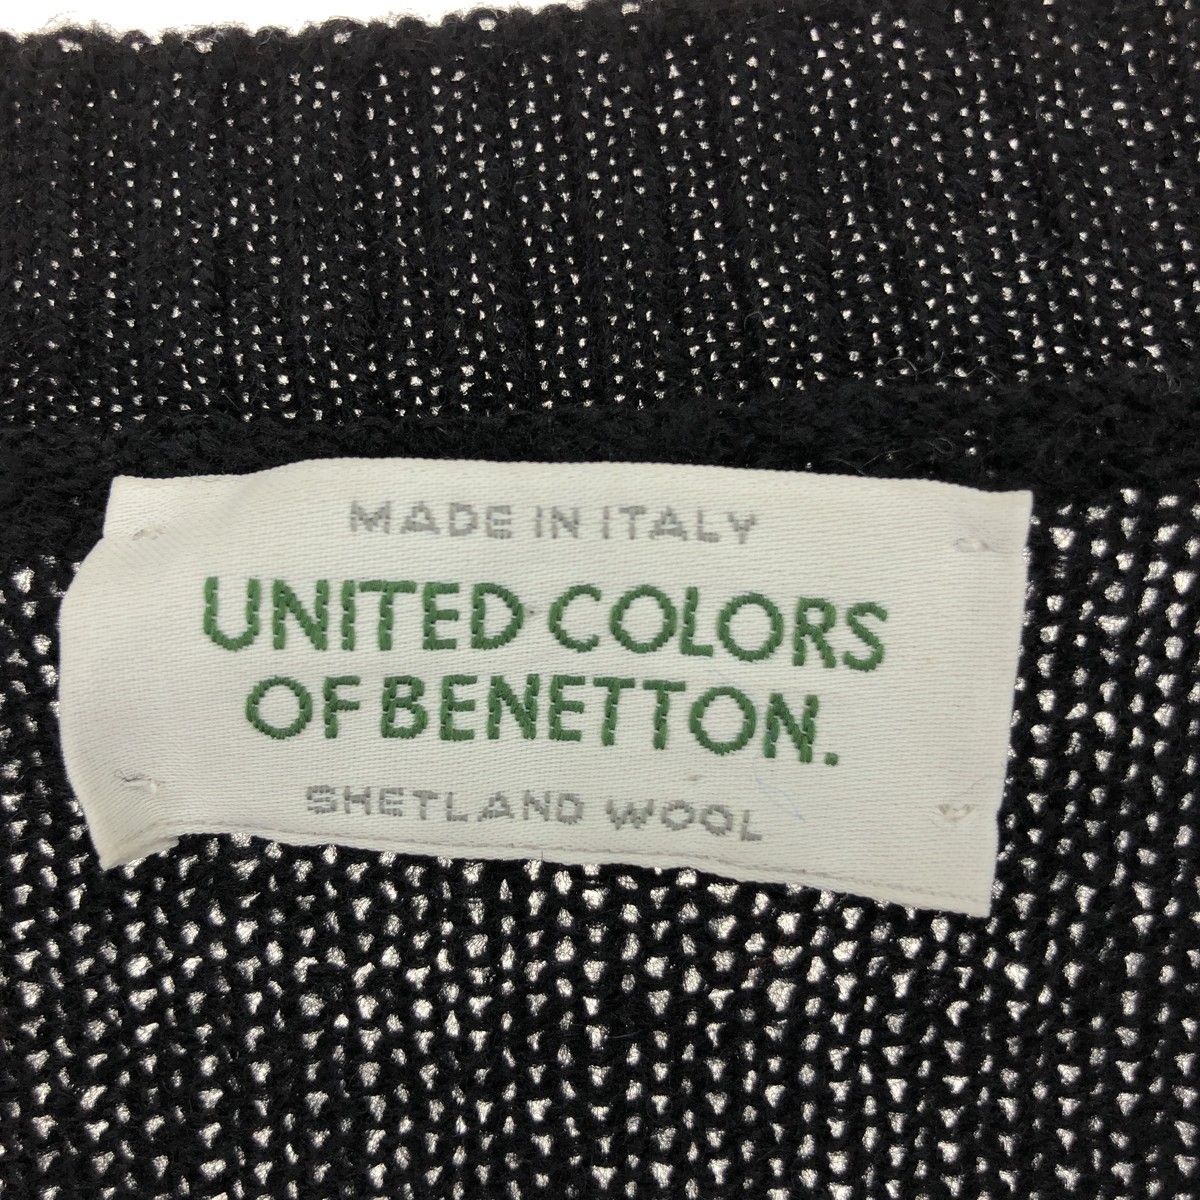 MADE IN ITALY
UNITED COLORS
OF BENETTON.
SHETLAND WOOL